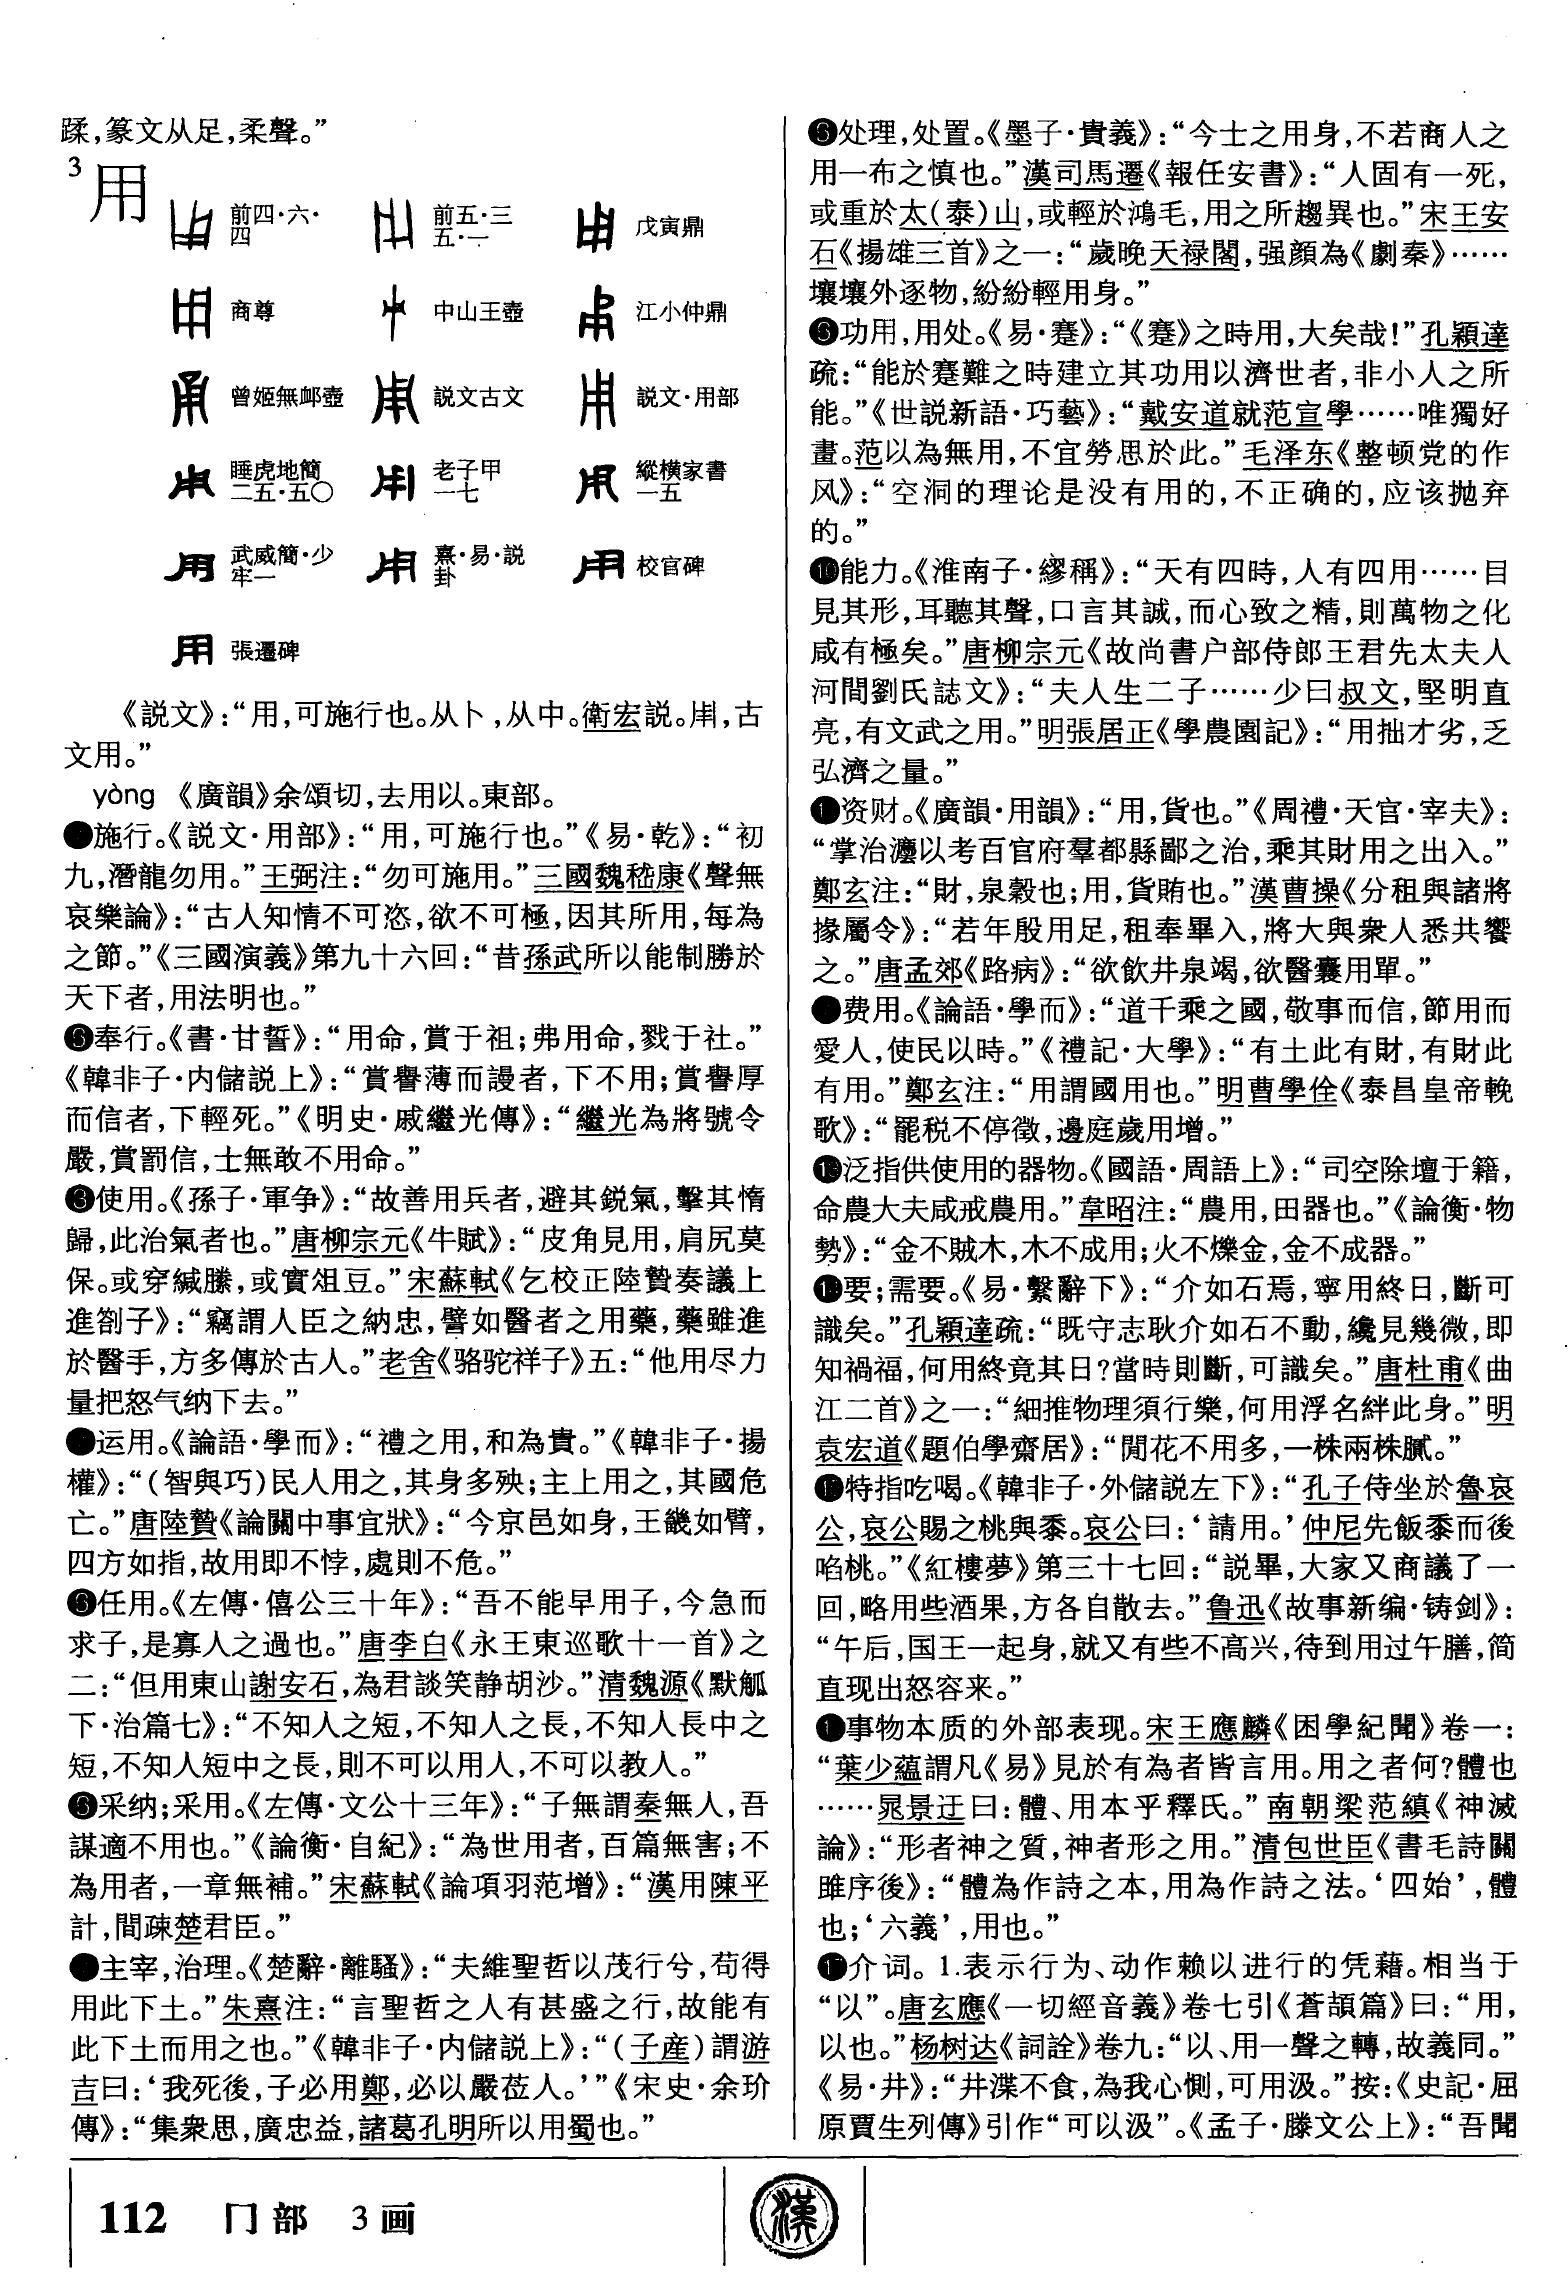 蹂,篆文从足,柔聲。”
3
用
前四·六·四
前五·三五·一
戊寅鼎
商尊
中山王壺
江小仲鼎
曾姬無卹壺
説文古文
説文·用部
睡虎地簡二五·五〇
老子甲一七
縱横家書一五
武威簡·少牢一
熹·易·説卦
校官碑
張遷碑
《説文》:“用,可施行也。从卜,从中。衛宏説。𤰃,古
文用。”
yòng 《廣韻》余頌切,去用以。東部。
施行。《説文·用部》:“用,可施行也。”《易·乾》:“初
九,潛龍勿用。”王弼注:“勿可施用。”三國魏嵇康《聲無
哀樂論》:“古人知情不可恣,欲不可極,因其所用,每為
之節。”《三國演義》第九十六回:“昔孫武所以能制勝於
天下者,用法明也。”
奉行。《書·甘誓》:“用命,賞于祖;弗用命,戮于社。”
《韓非子·内儲説上》:“賞譽薄而謾者,下不用;賞譽厚
而信者,下輕死。”《明史·戚繼光傳》:“繼光為將號令
嚴,賞罰信,士無敢不用命。”
❸使用。《孫子·軍争》:“故善用兵者,避其鋭氣,擊其惰
歸,此治氣者也。”唐柳宗元《牛賦》:“皮角見用,肩尻莫
保。或穿緘縢,或實俎豆。”宋蘇軾《乞校正陸贄奏議上
進劄子》:“竊謂人臣之納忠,譬如醫者之用藥,藥雖進
於醫手,方多傳於古人。”老舍《骆驼祥子》五:“他用尽力
量把怒气纳下去。”
运用。《論語·學而》:“禮之用,和為貴。”《韓非子·揚
權》:“(智與巧)民人用之,其身多殃;主上用之,其國危
亡。”唐陸贄《論關中事宜狀》:“今京邑如身,王畿如臂,
四方如指,故用即不悖,處則不危。”
任用。《左傳·僖公三十年》:“吾不能早用子,今急而
求子,是寡人之過也。”唐李白《永王東巡歌十一首》之
二:“但用東山謝安石,為君談笑静胡沙。”清魏源《默觚
下·治篇七》:“不知人之短,不知人之長,不知人長中之
短,不知人短中之長,則不可以用人,不可以教人。”
采纳;采用。《左傳·文公十三年》:“子無謂秦無人,吾
謀適不用也。”《論衡·自紀》:“為世用者,百篇無害;不
為用者,一章無補。”宋蘇軾《論項羽范增》:“漢用陳平
計,間疎楚君臣。”
主宰,治理。《楚辭·離騷》:“夫維聖哲以茂行兮,苟得
用此下土。”朱熹注:“言聖哲之人有甚盛之行,故能有
此下土而用之也。”《韓非子·内儲説上》:“(子産)謂游
吉曰:‘我死後,子必用鄭,必以嚴莅人。’”《宋史·余玠
傳》:“集衆思,廣忠益,諸葛孔明所以用蜀也。”
处理,处置。《墨子·貴義》:“今士之用身,不若商人之
用一布之慎也。”漢司馬遷《報任安書》:“人固有一死,
或重於太(泰)山,或輕於鴻毛,用之所趨異也。”宋王安
石《揚雄三首》之一:“歲晚天禄閣,强顔為《劇秦》……
壤壤外逐物,紛紛輕用身。”
功用,用处。《易·蹇》:“《蹇》之時用,大矣哉!”孔穎達
疏:“能於蹇難之時建立其功用以濟世者,非小人之所
能。”《世説新語·巧藝》:“戴安道就范宣學……唯獨好
畫。范以為無用,不宜勞思於此。”毛泽东《整顿党的作
风》:“空洞的理论是没有用的,不正确的,应该抛弃
的。”
❿能力。《淮南子·繆稱》:“天有四時,人有四用……目
見其形,耳聽其聲,口言其誠,而心致之精,則萬物之化
咸有極矣。”唐柳宗元《故尚書户部侍郎王君先太夫人
河間劉氏誌文》:“夫人生二子……少曰叔文,堅明直
亮,有文武之用。”明張居正《學農園記》:“用拙才劣,乏
弘濟之量。”
资财。《廣韻·用韻》:“用,貨也。”《周禮·天官·宰夫》:
“掌治灋以考百官府羣都縣鄙之治,乘其財用之出入。”
鄭玄注:“財,泉穀也;用,貨賄也。”漢曹操《分租與諸將
掾屬令》:“若年殷用足,租奉畢入,將大與衆人悉共饗
之。”唐孟郊《路病》:“欲飲井泉竭,欲醫囊用單。”
费用。《論語·學而》:“道千乘之國,敬事而信,節用而
愛人,使民以時。”《禮記·大學》:“有土此有財,有財此
有用。”鄭玄注:“用謂國用也。”明曹學佺《泰昌皇帝輓
歌》:“罷税不停徵,邊庭歲用增。”
泛指供使用的器物。《國語·周語上》:“司空除壇于籍,
命農大夫咸戒農用。”韋昭注:“農用,田器也。”《論衡·物
勢》:“金不賊木,木不成用;火不爍金,金不成器。”
要;需要。《易·繫辭下》:“介如石焉,寧用終日,斷可
識矣。”孔穎達疏:“既守志耿介如石不動,纔見幾微,即
知禍福,何用終竟其日?當時則斷,可識矣。”唐杜甫《曲
江二首》之一:“細推物理須行樂,何用浮名絆此身。”明
袁宏道《題伯學齋居》:“閒花不用多,一株兩株膩。”
特指吃喝。《韓非子·外儲説左下》:“孔子侍坐於魯哀
公,哀公賜之桃與黍。哀公曰:‘請用。’仲尼先飯黍而後
啗桃。”《紅樓夢》第三十七回:“説畢,大家又商議了一
回,略用些酒果,方各自散去。”鲁迅《故事新编·铸剑》:
“午后,国王一起身,就又有些不高兴,待到用过午膳,简
直现出怒容来。”
事物本质的外部表现。宋王應麟《困學紀聞》卷一:
“葉少藴謂凡《易》見於有為者皆言用。用之者何?體也
……晁景迂曰:體、用本乎釋氏。”南朝梁范縝《神滅
論》:“形者神之質,神者形之用。”清包世臣《書毛詩關
雎序後》:“體為作詩之本,用為作詩之法。‘四始’,體
也;‘六義’,用也。”
介词。1.表示行为、动作赖以进行的凭藉。相当于
“以”。唐玄應《一切經音義》卷七引《蒼頡篇》曰:“用,
以也。”杨树达《詞詮》卷九:“以、用一聲之轉,故義同。”
《易·井》:“井渫不食,為我心惻,可用汲。”按:《史記·屈
原賈生列傳》引作“可以汲”。《孟子·滕文公上》:“吾聞
112 冂部 3画
漢